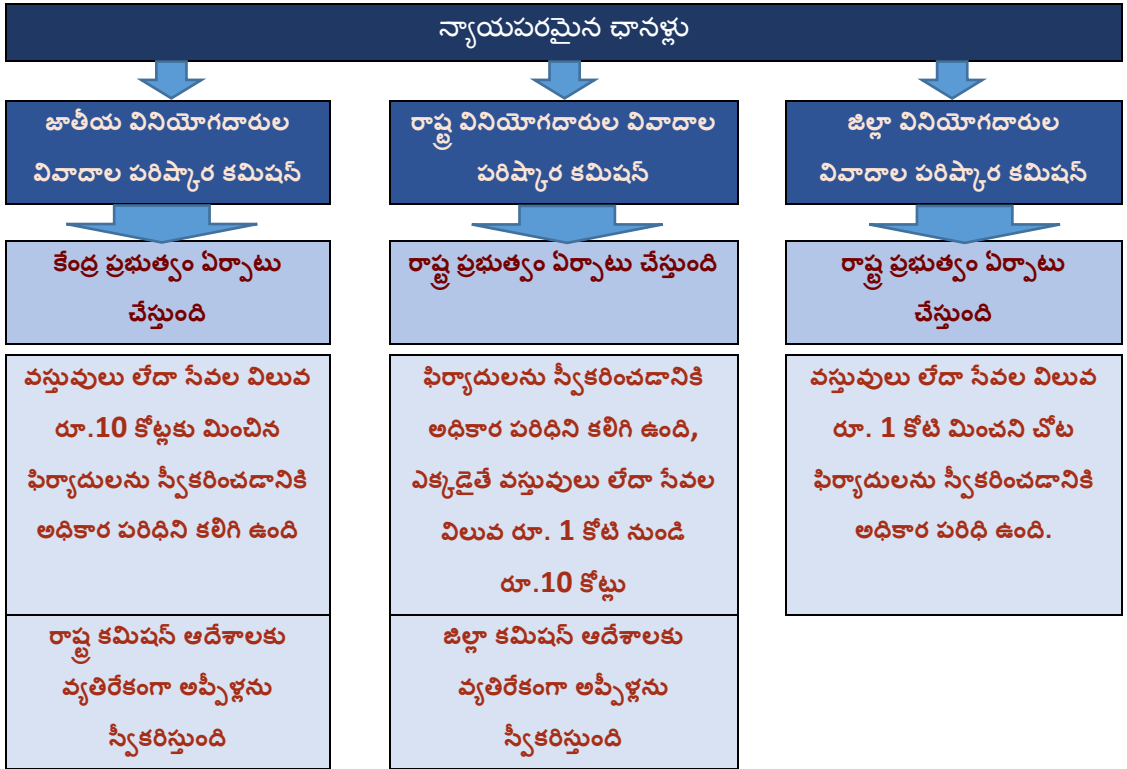 న్యాయపరమైన ఛానళ్లు
జాతీయ వినియోగదారుల
వివాదాల పరిష్కార కమిషన్
కేంద్ర ప్రభుత్వం ఏర్పాటు
చేస్తుంది
వస్తువులు లేదా సేవల విలువ
రూ.10 కోట్లకు మించిన
ఫిర్యాదులను స్వీకరించడానికి
అధికార పరిధిని కలిగి ఉంది
రాష్ట్ర కమిషన్ ఆదేశాలకు
వ్యతిరేకంగా అప్పీళ్లను
స్వీకరిస్తుంది
రాష్ట్ర వినియోగదారుల వివాదాల
పరిష్కార కమిషన్
రాష్ట్ర ప్రభుత్వం ఏర్పాటు చేస్తుంది
ఫిర్యాదులను స్వీకరించడానికి
అధికార పరిధిని కలిగి ఉంది,
ఎక్కడైతే వస్తువులు లేదా సేవల
విలువ రూ. 1 కోటి నుండి
రూ.10 కోట్లు
జిల్లా కమిషన్ ఆదేశాలకు
వ్యతిరేకంగా అప్పీళ్లను
స్వీకరిస్తుంది
జిల్లా వినియోగదారుల
వివాదాల పరిష్కార కమిషన్
రాష్ట్ర ప్రభుత్వం ఏర్పాటు
చేస్తుంది
వస్తువులు లేదా సేవల విలువ
రూ. 1 కోటి మించని చోట
ఫిర్యాదులను స్వీకరించడానికి
అధికార పరిధి ఉంది.